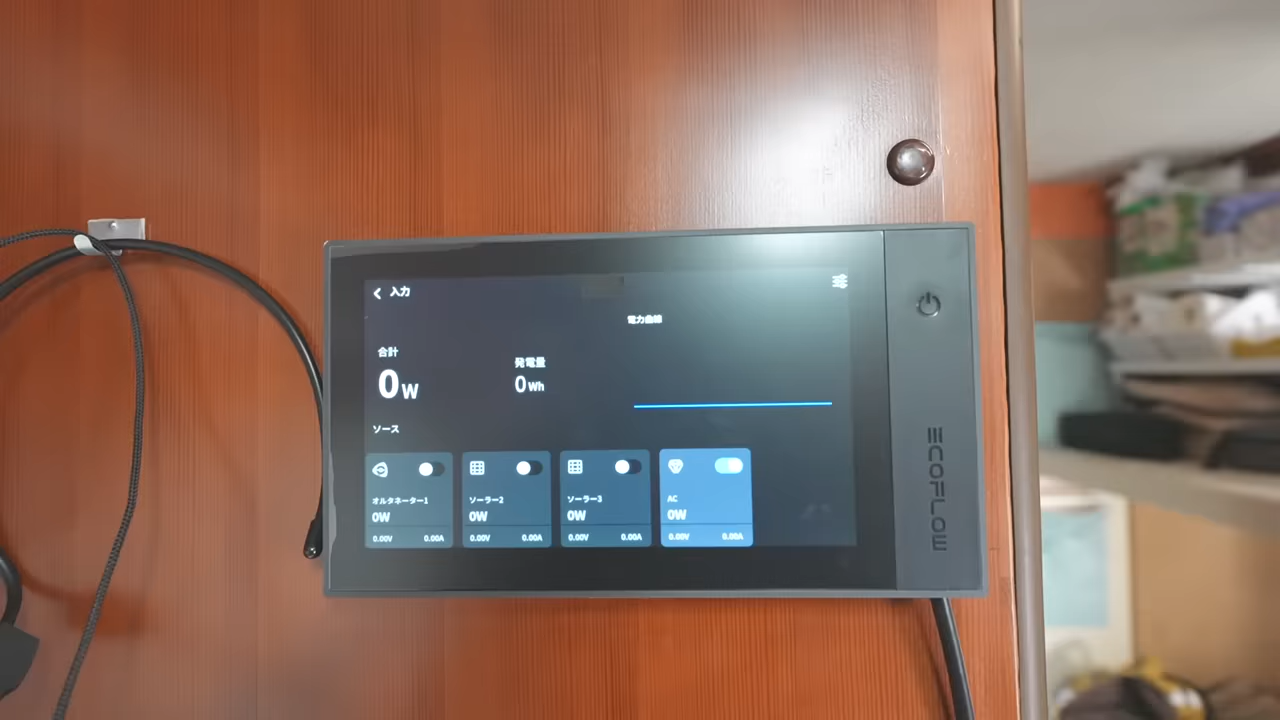 入力
電力曲線
合計
0W
発電量
0Wh
ソース
オルタネーター1
0W
0.00V 0.00A
ソーラー2
0W
0.00V 0.00A
ソーラー3
0W
0.00V 0.00A
AC
0W
0.00V 0.00A
ECOFLOW